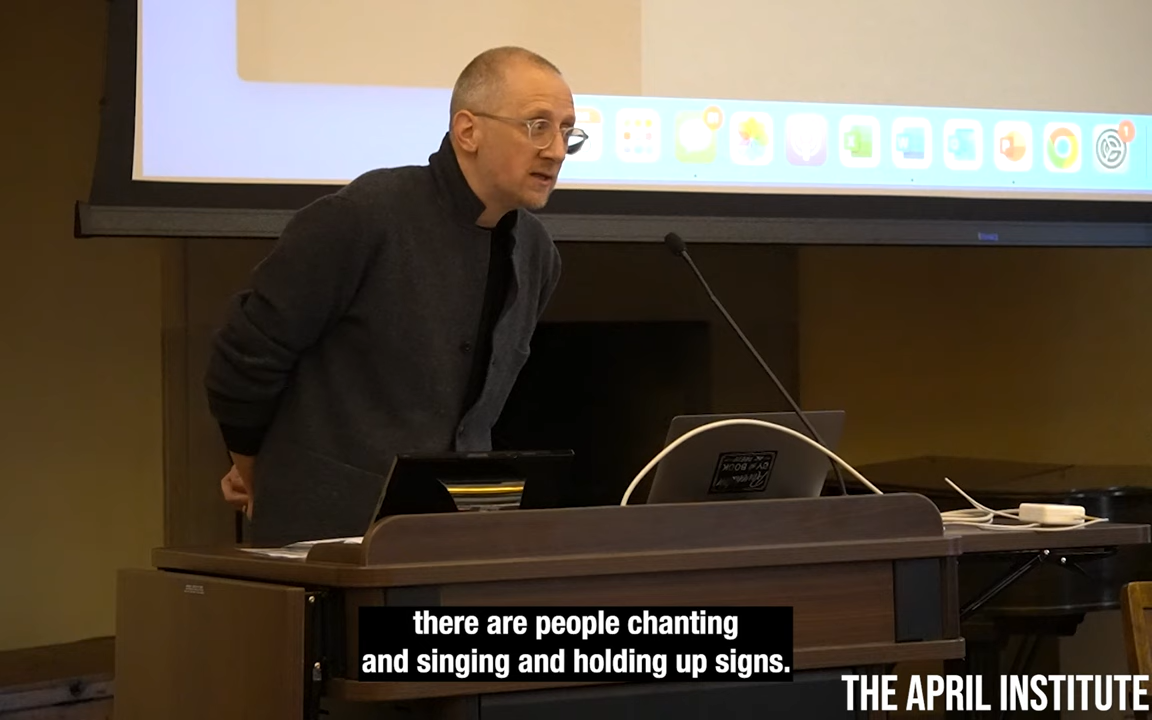 there are people chanting
and singing and holding up signs.
THE APRIL INSTITUTE